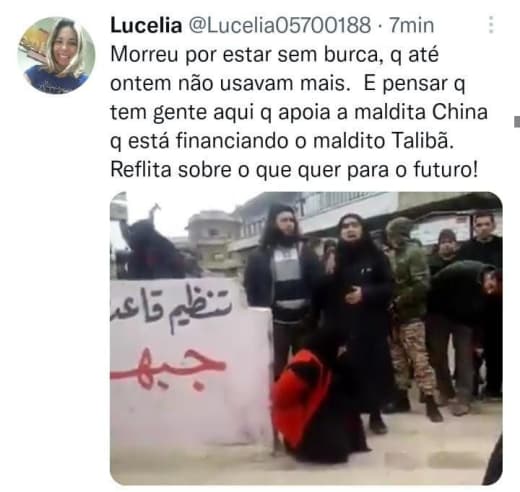 Lucelia @Lucelia05700188 · 7min
Morreu por estar sem burca, q até
ontem não usavam mais.  E pensar q
tem gente aqui q apoia a maldita China
q está financiando o maldito Talibã.
Reflita sobre o que quer para o futuro!
تنظيم قاعد
جبهـ